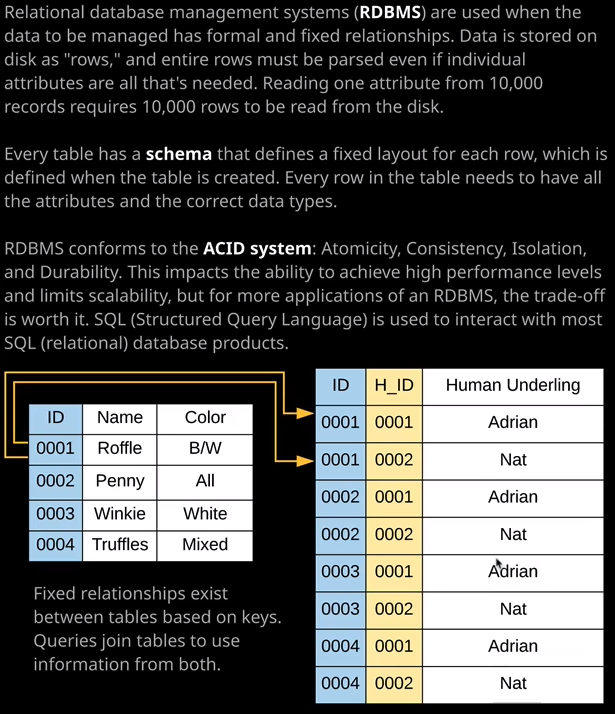 Relational database management systems (RDBMS) are used when the
data to be managed has formal and fixed relationships. Data is stored on
disk as "rows," and entire rows must be parsed even if individual
attributes are all that's needed. Reading one attribute from 10,000
records requires 10,000 rows to be read from the disk.
Every table has a schema that defines a fixed layout for each row, which is
defined when the table is created. Every row in the table needs to have all
the attributes and the correct data types.
RDBMS conforms to the ACID system: Atomicity, Consistency, Isolation,
and Durability. This impacts the ability to achieve high performance levels
and limits scalability, but for more applications of an RDBMS, the trade-off
is worth it. SQL (Structured Query Language) is used to interact with most
SQL (relational) database products.
ID Name Color
0001 Roffle B/W
0002 Penny All
0003 Winkie White
0004 Truffles Mixed
Fixed relationships exist
between tables based on keys.
Queries join tables to use
information from both.
ID H_ID Human Underling
0001 0001 Adrian
0001 0002 Nat
0002 0001 Adrian
0002 0002 Nat
0003 0001 Adrian
0003 0002 Nat
0004 0001 Adrian
0004 0002 Nat